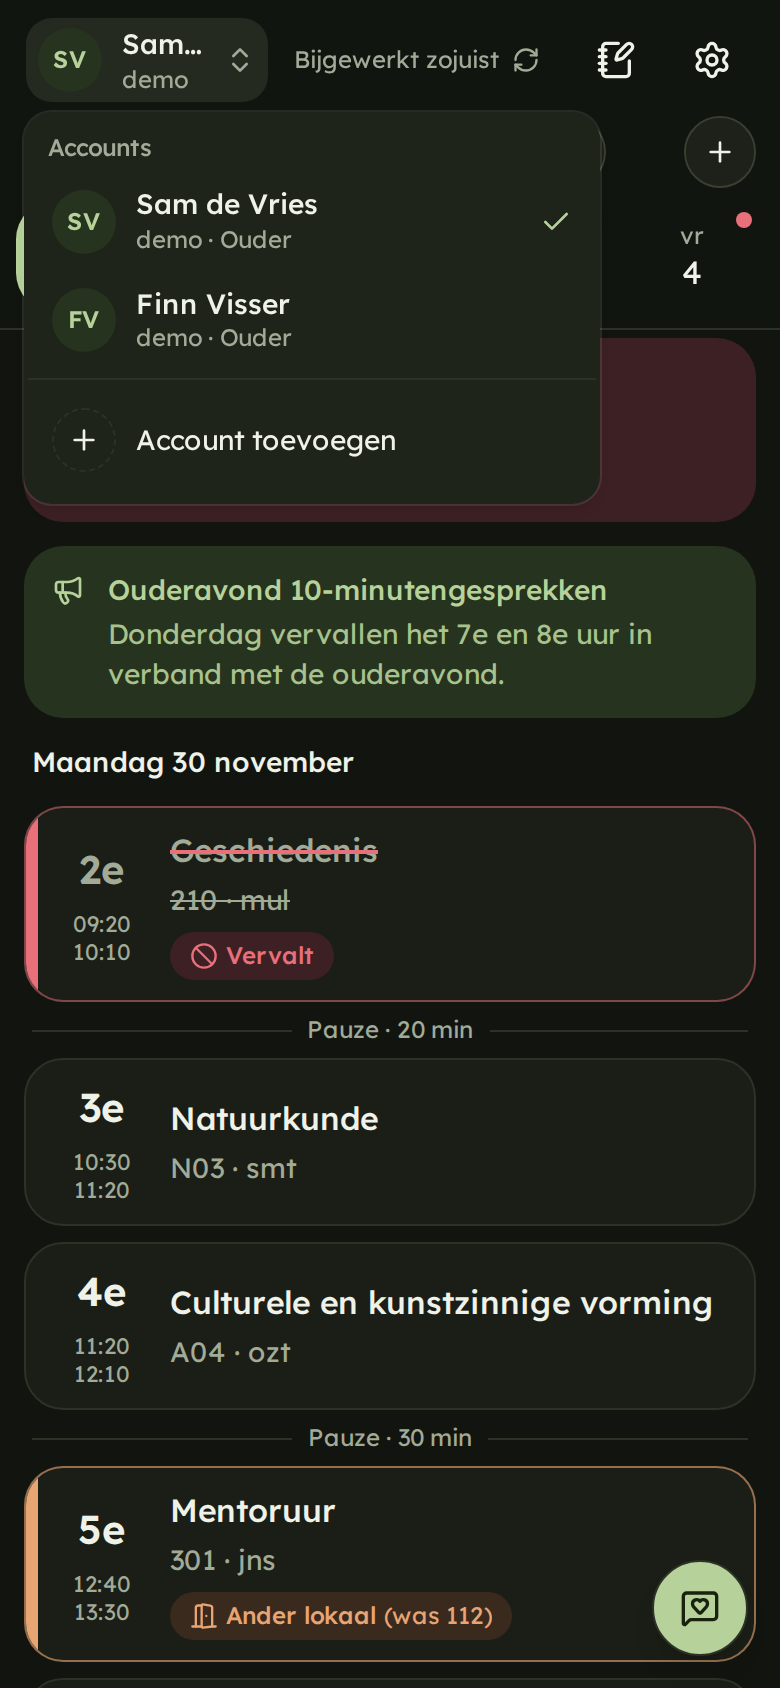 SV
Sam...
demo
Bijgewerkt zojuist
Accounts
SV
Sam de Vries
demo · Ouder
FV
Finn Visser
demo · Ouder
Account toevoegen
vr
4
Ouderavond 10-minutengesprekken
Donderdag vervallen het 7e en 8e uur in
verband met de ouderavond.
Maandag 30 november
2e
09:20
10:10
Geschiedenis
210 · mul
Vervalt
Pauze · 20 min
3e
10:30
11:20
Natuurkunde
N03 · smt
4e
11:20
12:10
Culturele en kunstzinnige vorming
A04 · ozt
Pauze · 30 min
5e
12:40
13:30
Mentoruur
301 · jns
Ander lokaal (was 112)